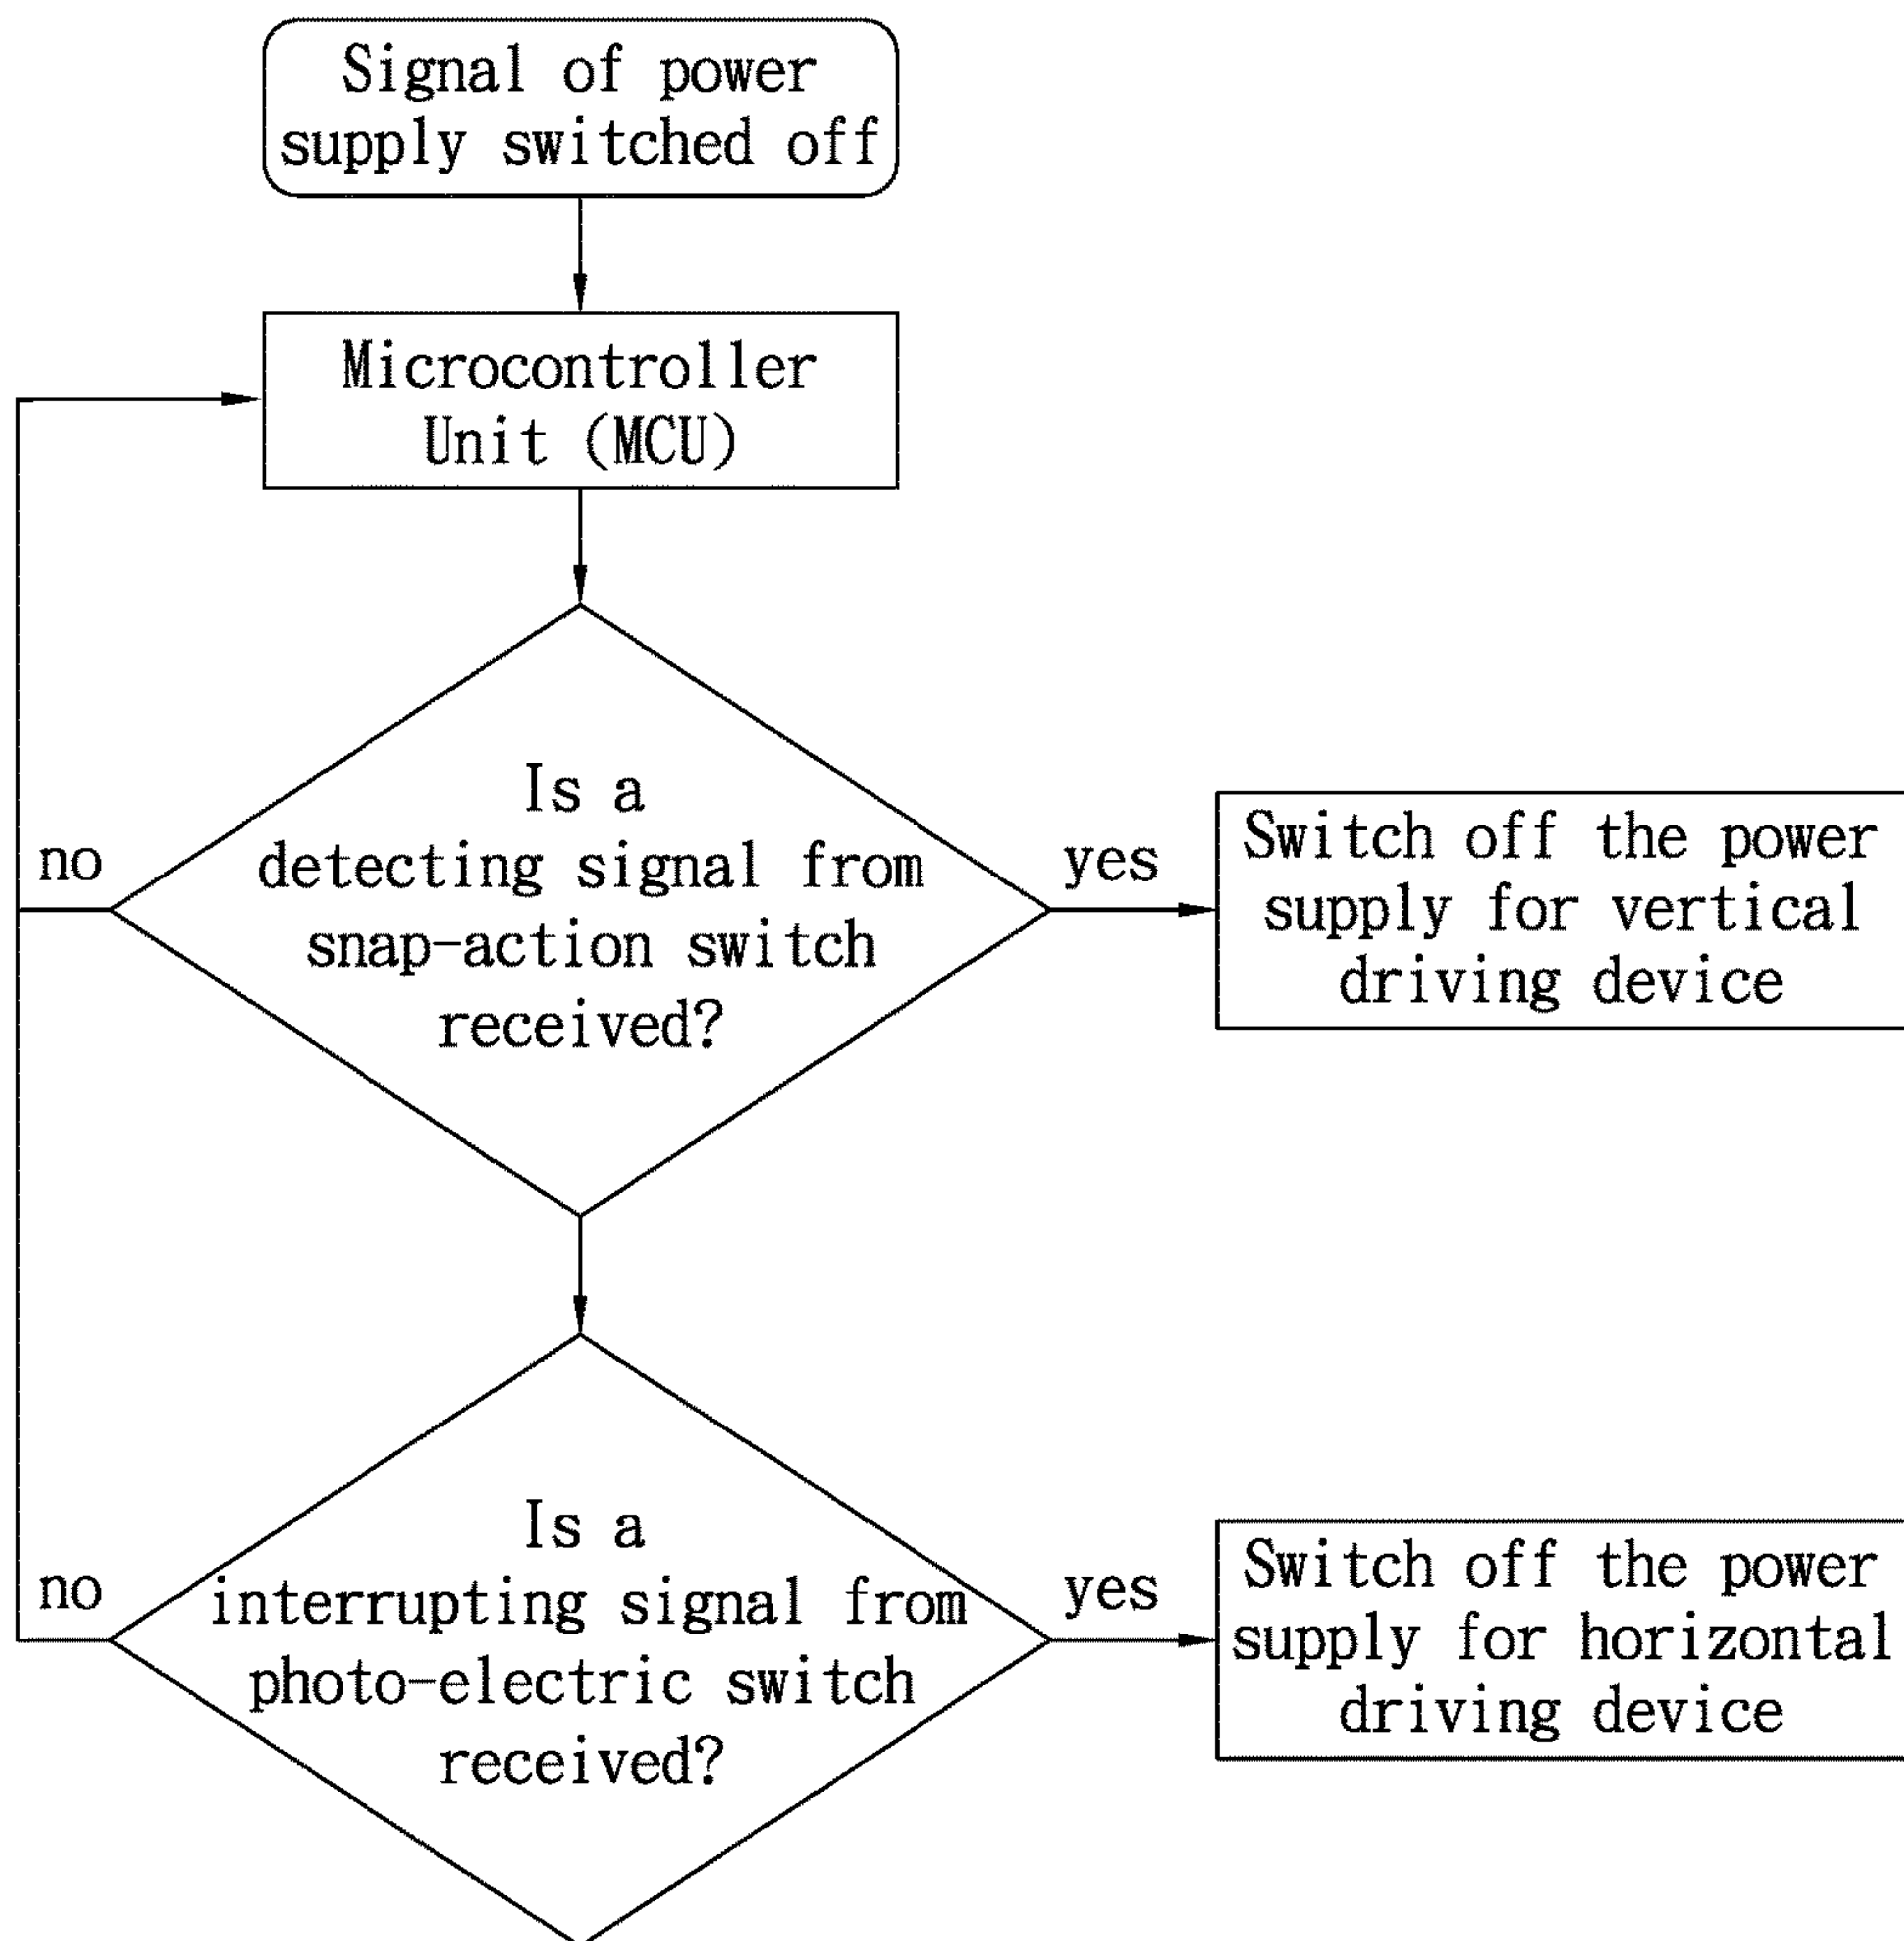 Signal of power
supply switched off
Microcontroller
Unit (MCU)
Is a
detecting signal from
snap-action switch
received?
no
yes
Switch off the power
supply for vertical
driving device
Is a
interrupting signal from
photo-electric switch
received?
no
yes
Switch off the power
supply for horizontal
driving device